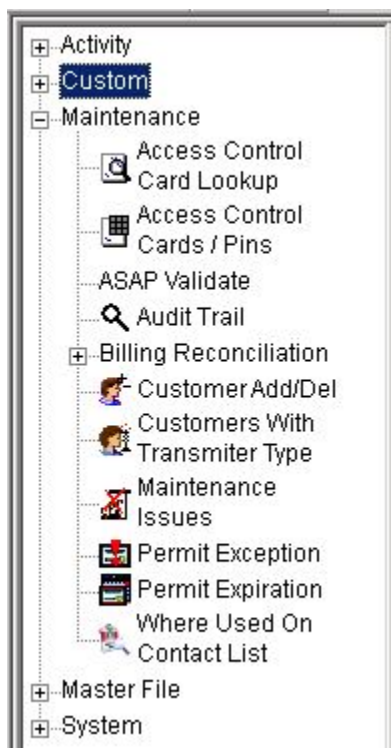 Activity
Custom
Maintenance
Access Control
Card Lookup
Access Control
Cards / Pins
ASAP Validate
Audit Trail
Billing Reconciliation
Customer Add/Del
Customers With
Transmiter Type
Maintenance
Issues
Permit Exception
Permit Expiration
Where Used On
Contact List
Master File
System